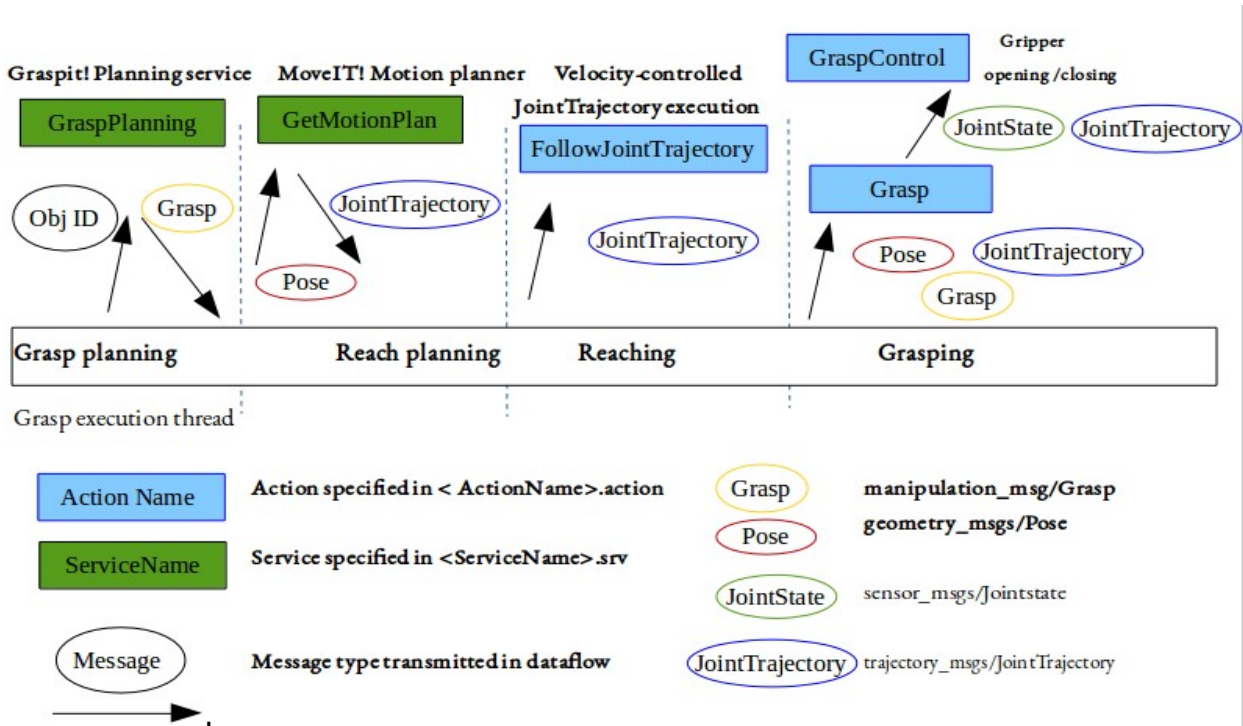 Graspit! Planning service
GraspPlanning
Obj ID
Grasp
MoveIT! Motion planner
GetMotionPlan
JointTrajectory
Pose
Velocity-controlled
JointTrajectory execution
FollowJointTrajectory
JointTrajectory
GraspControl
Gripper
opening /closing
JointState
JointTrajectory
Grasp
Pose
JointTrajectory
Grasp
Grasp planning
Reach planning
Reaching
Grasping
Grasp execution thread
Action Name
Action specified in < ActionName>.action
ServiceName
Service specified in <ServiceName>.srv
Message
Message type transmitted in dataflow
Grasp
manipulation_msg/Grasp
Pose
geometry_msgs/Pose
JointState
sensor_msgs/Jointstate
JointTrajectory
trajectory_msgs/JointTrajectory